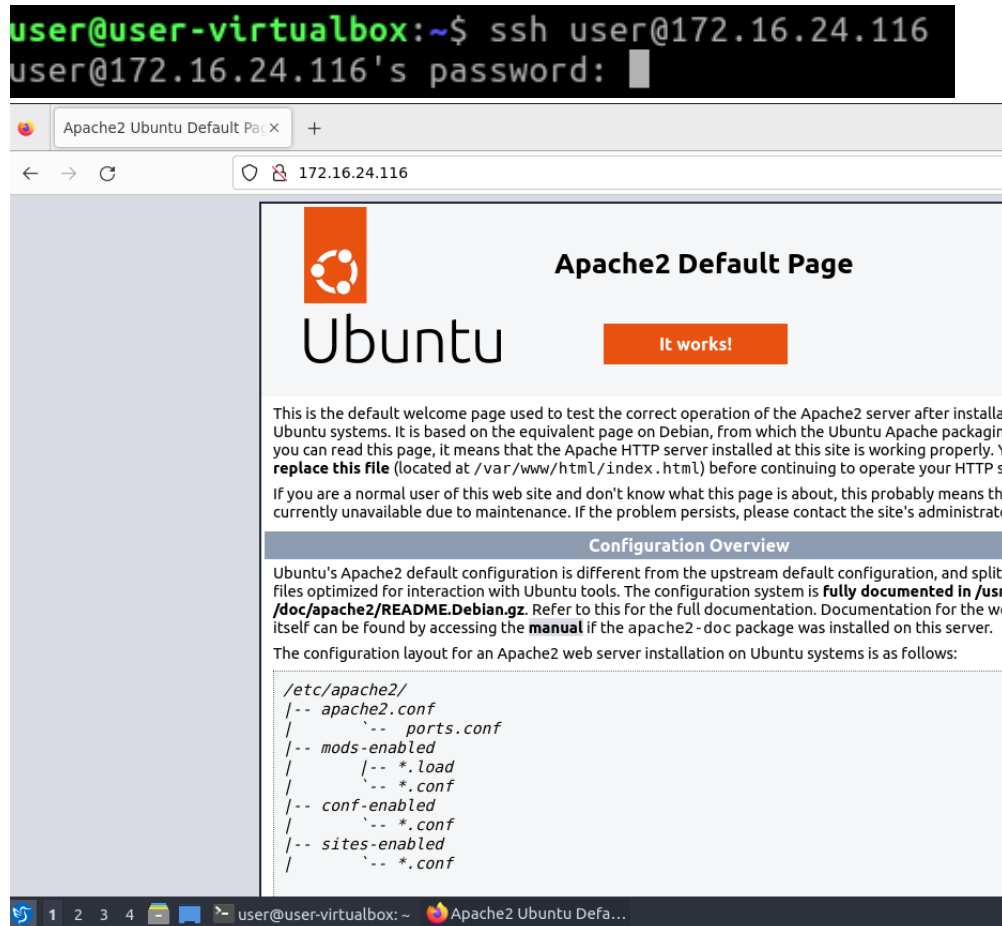 user@user-virtualbox:~$ ssh user@172.16.24.116
user@172.16.24.116's password:
Apache2 Ubuntu Default Pag
172.16.24.116
Apache2 Default Page
Ubuntu
It works!
This is the default welcome page used to test the correct operation of the Apache2 server after installa
Ubuntu systems. It is based on the equivalent page on Debian, from which the Ubuntu Apache packagin
you can read this page, it means that the Apache HTTP server installed at this site is working properly. Y
replace this file (located at /var/www/html/index.html) before continuing to operate your HTTP s
If you are a normal user of this web site and don't know what this page is about, this probably means th
currently unavailable due to maintenance. If the problem persists, please contact the site's administrato
Configuration Overview
Ubuntu's Apache2 default configuration is different from the upstream default configuration, and split
files optimized for interaction with Ubuntu tools. The configuration system is fully documented in /usr
/doc/apache2/README.Debian.gz. Refer to this for the full documentation. Documentation for the we
itself can be found by accessing the manual if the apache2-doc package was installed on this server.
The configuration layout for an Apache2 web server installation on Ubuntu systems is as follows:
/etc/apache2/
|-- apache2.conf
|       `--  ports.conf
|-- mods-enabled
|       |-- *.load
|       `-- *.conf
|-- conf-enabled
|       `-- *.conf
|-- sites-enabled
|       `-- *.conf
1 2 3 4 user@user-virtualbox: ~ Apache2 Ubuntu Defa...